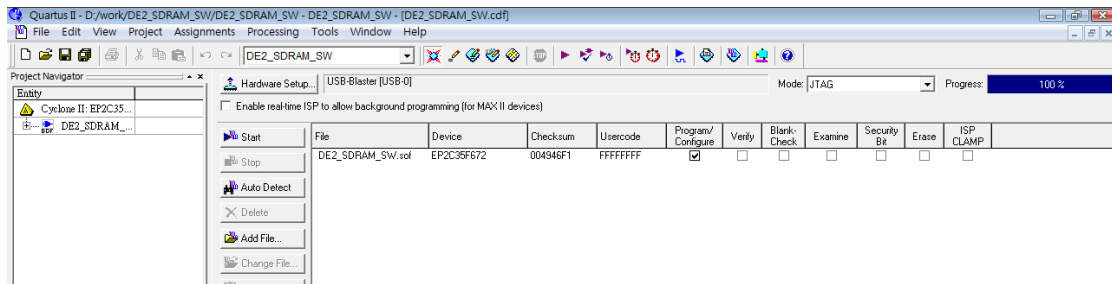 Quartus II - D:/work/DE2_SDRAM_SW/DE2_SDRAM_SW - DE2_SDRAM_SW - [DE2_SDRAM_SW.cdf]
File Edit View Project Assignments Processing Tools Window Help
DE2_SDRAM_SW
Project Navigator
Entity
Cyclone II: EP2C35...
DE2_SDRAM_...
Hardware Setup... USB-Blaster [USB-0] Mode: JTAG Progress: 100 %
Enable real-time ISP to allow background programming (for MAX II devices)
Start
Stop
Auto Detect
Delete
Add File...
Change File...
File Device Checksum Usercode Program/ Configure Verify Blank- Check Examine Security Bit Erase ISP CLAMP
DE2_SDRAM_SW.sof EP2C35F672 004946F1 FFFFFFFF